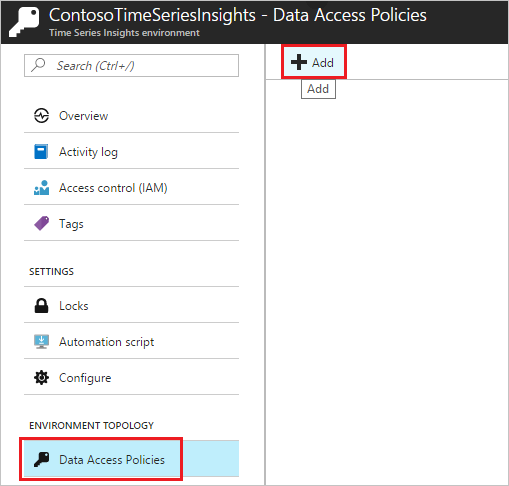 ContosoTimeSeriesInsights - Data Access Policies
Time Series Insights environment
Search (Ctrl+/)
Add
Add
Overview
Activity log
Access control (IAM)
Tags
SETTINGS
Locks
Automation script
Configure
ENVIRONMENT TOPOLOGY
Data Access Policies